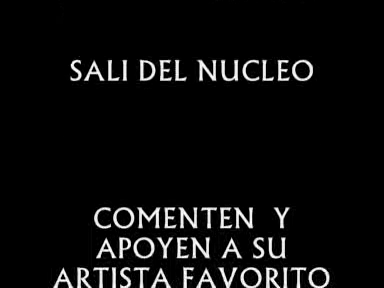 SALI DEL NUCLEO
COMENTEN Y
APOYEN A SU
ARTISTA FAVORITO